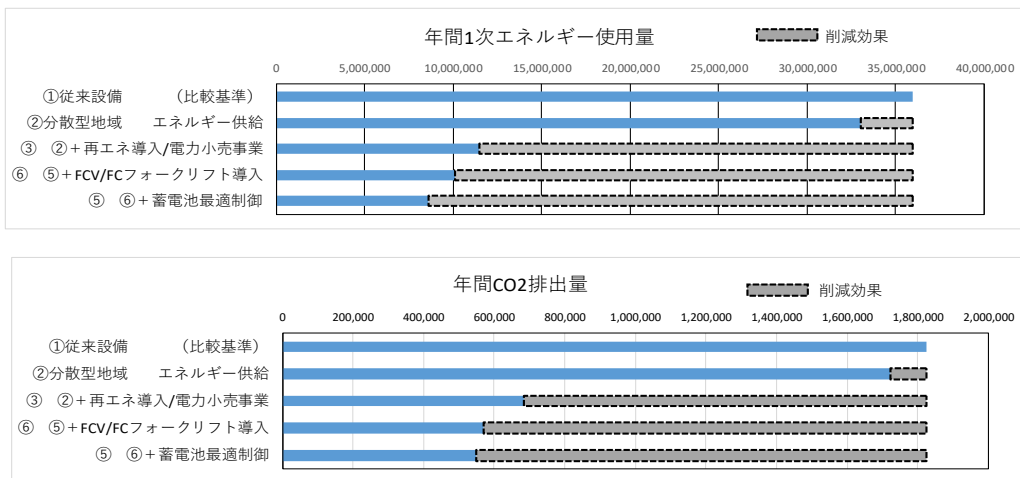 年間1次エネルギー使用量
削減効果
0 5,000,000 10,000,000 15,000,000 20,000,000 25,000,000 30,000,000 35,000,000 40,000,000
①従来設備 （比較基準）
②分散型地域 エネルギー供給
③ ②＋再エネ導入/電力小売事業
⑥ ⑤＋FCV/FCフォークリフト導入
⑤ ⑥＋蓄電池最適制御
年間CO2排出量
削減効果
0 200,000 400,000 600,000 800,000 1,000,000 1,200,000 1,400,000 1,600,000 1,800,000 2,000,000
①従来設備 （比較基準）
②分散型地域 エネルギー供給
③ ②＋再エネ導入/電力小売事業
⑥ ⑤＋FCV/FCフォークリフト導入
⑤ ⑥＋蓄電池最適制御